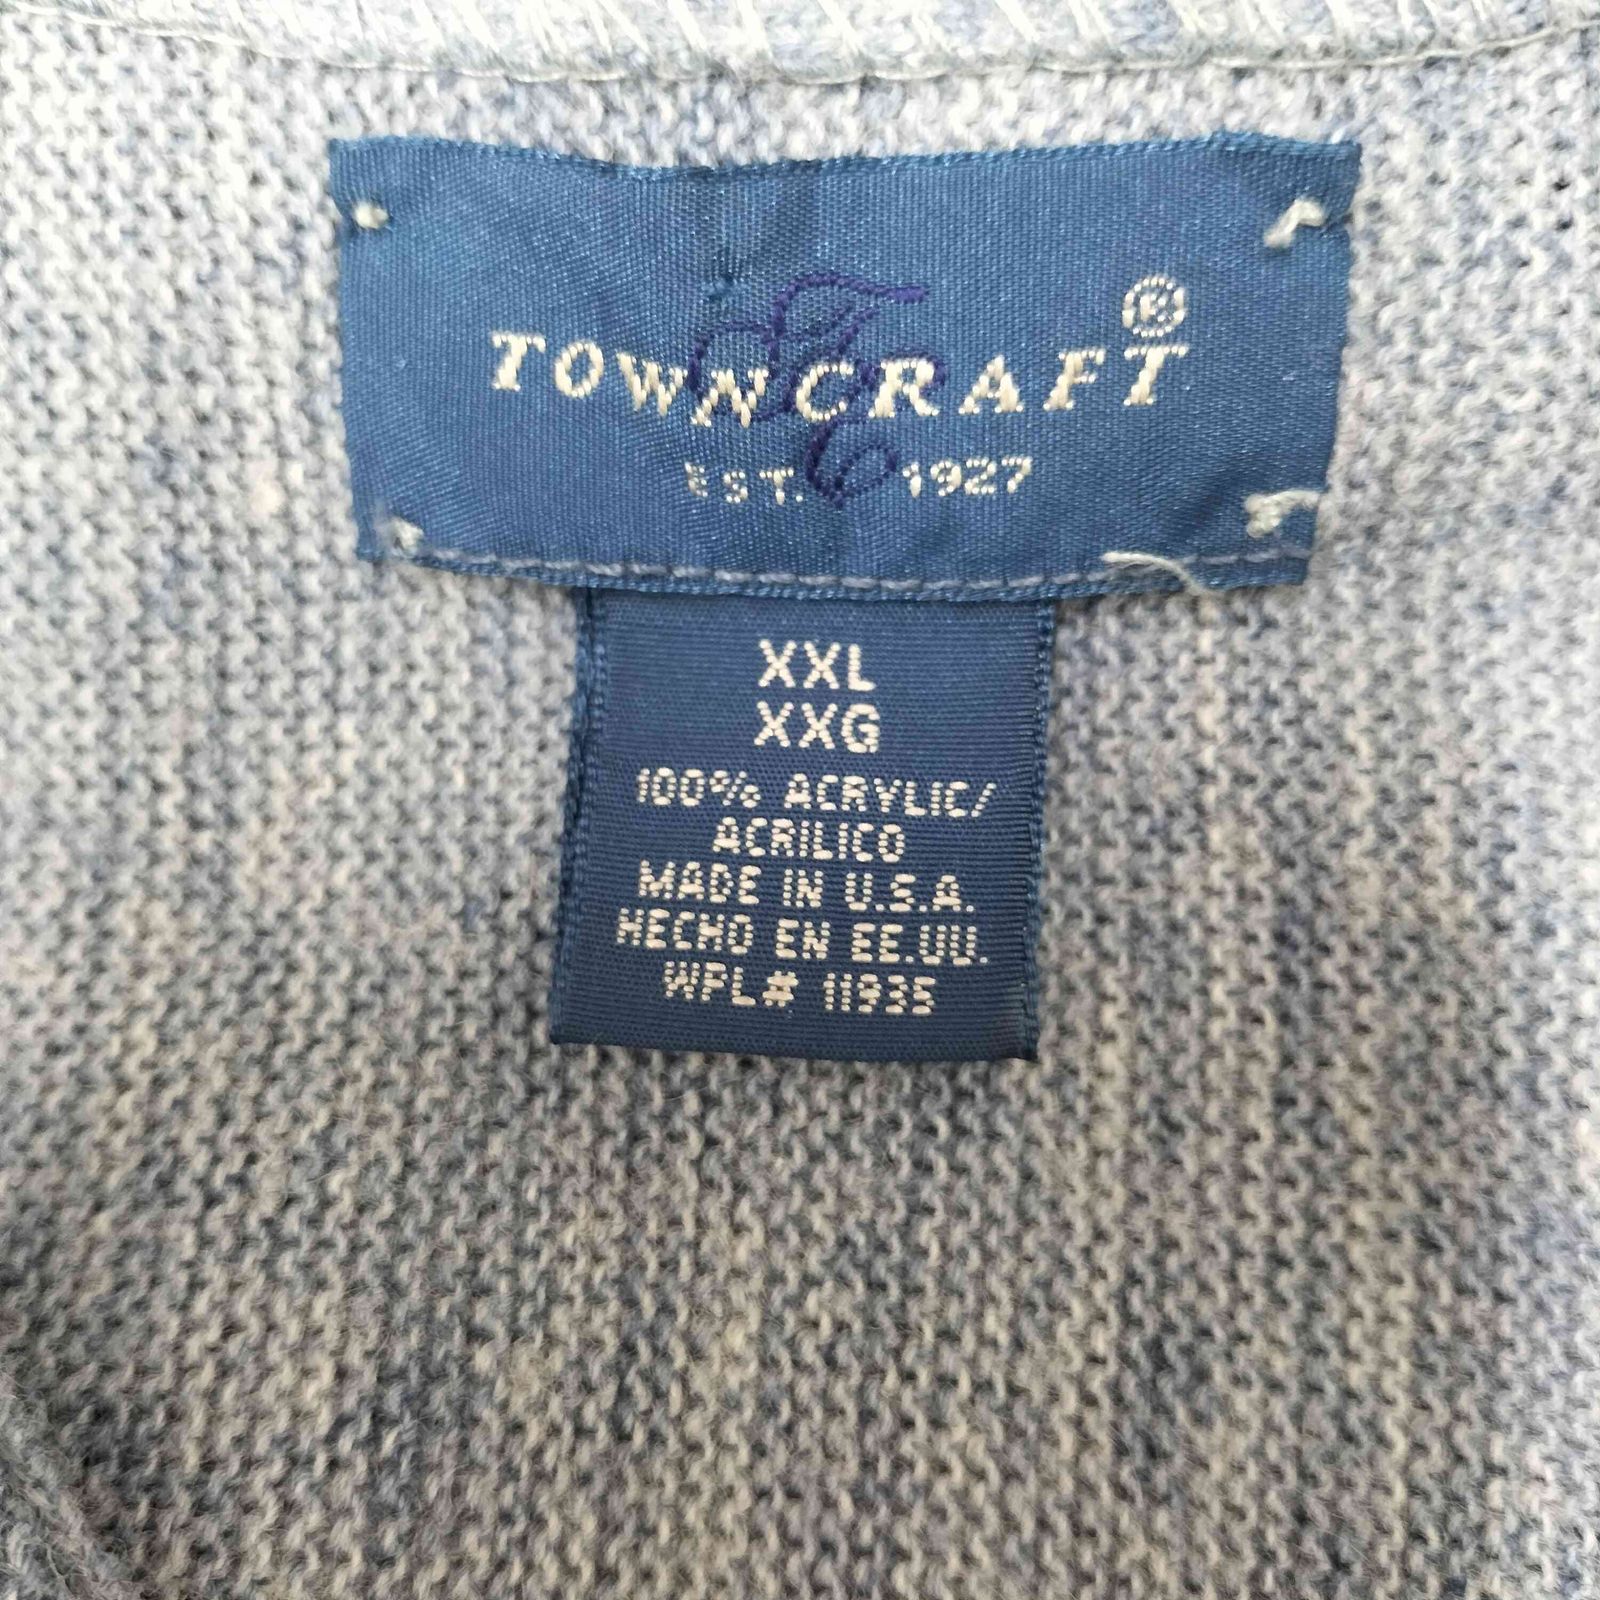 TOWNCRAFT®
EST. 1927
XXL
XXG
100% ACRYLIC/
ACRILICO
MADE IN U.S.A.
HECHO EN EE.UU.
WPL# 11935